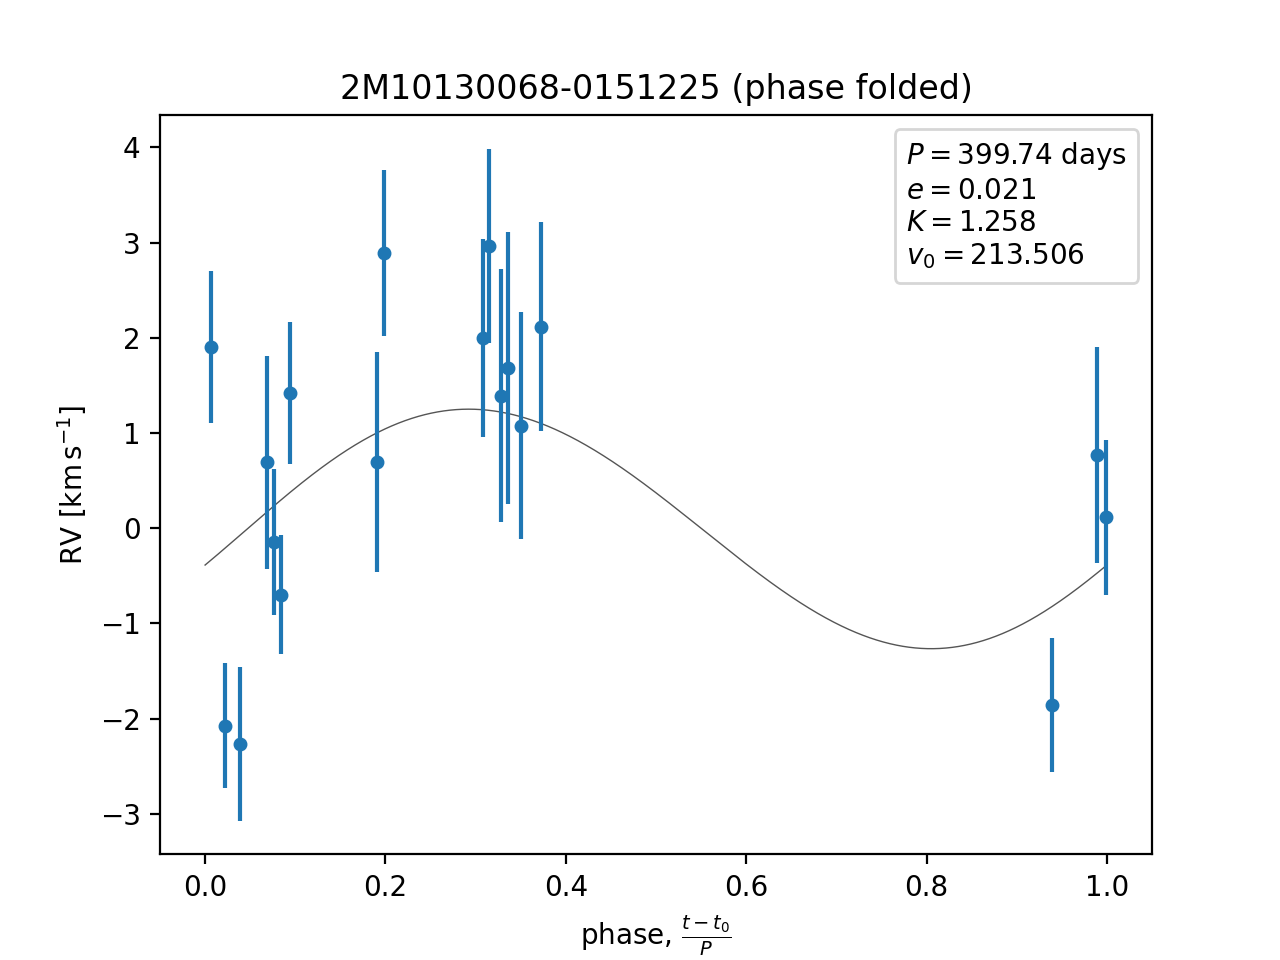 2M10130068-0151225 (phase folded)
P = 399.74 days
e = 0.021
K = 1.258
v₀ = 213.506
RV [km s⁻¹]
4
3
2
1
0
−1
−2
−3
0.0 0.2 0.4 0.6 0.8 1.0
phase, (t − t₀)/P